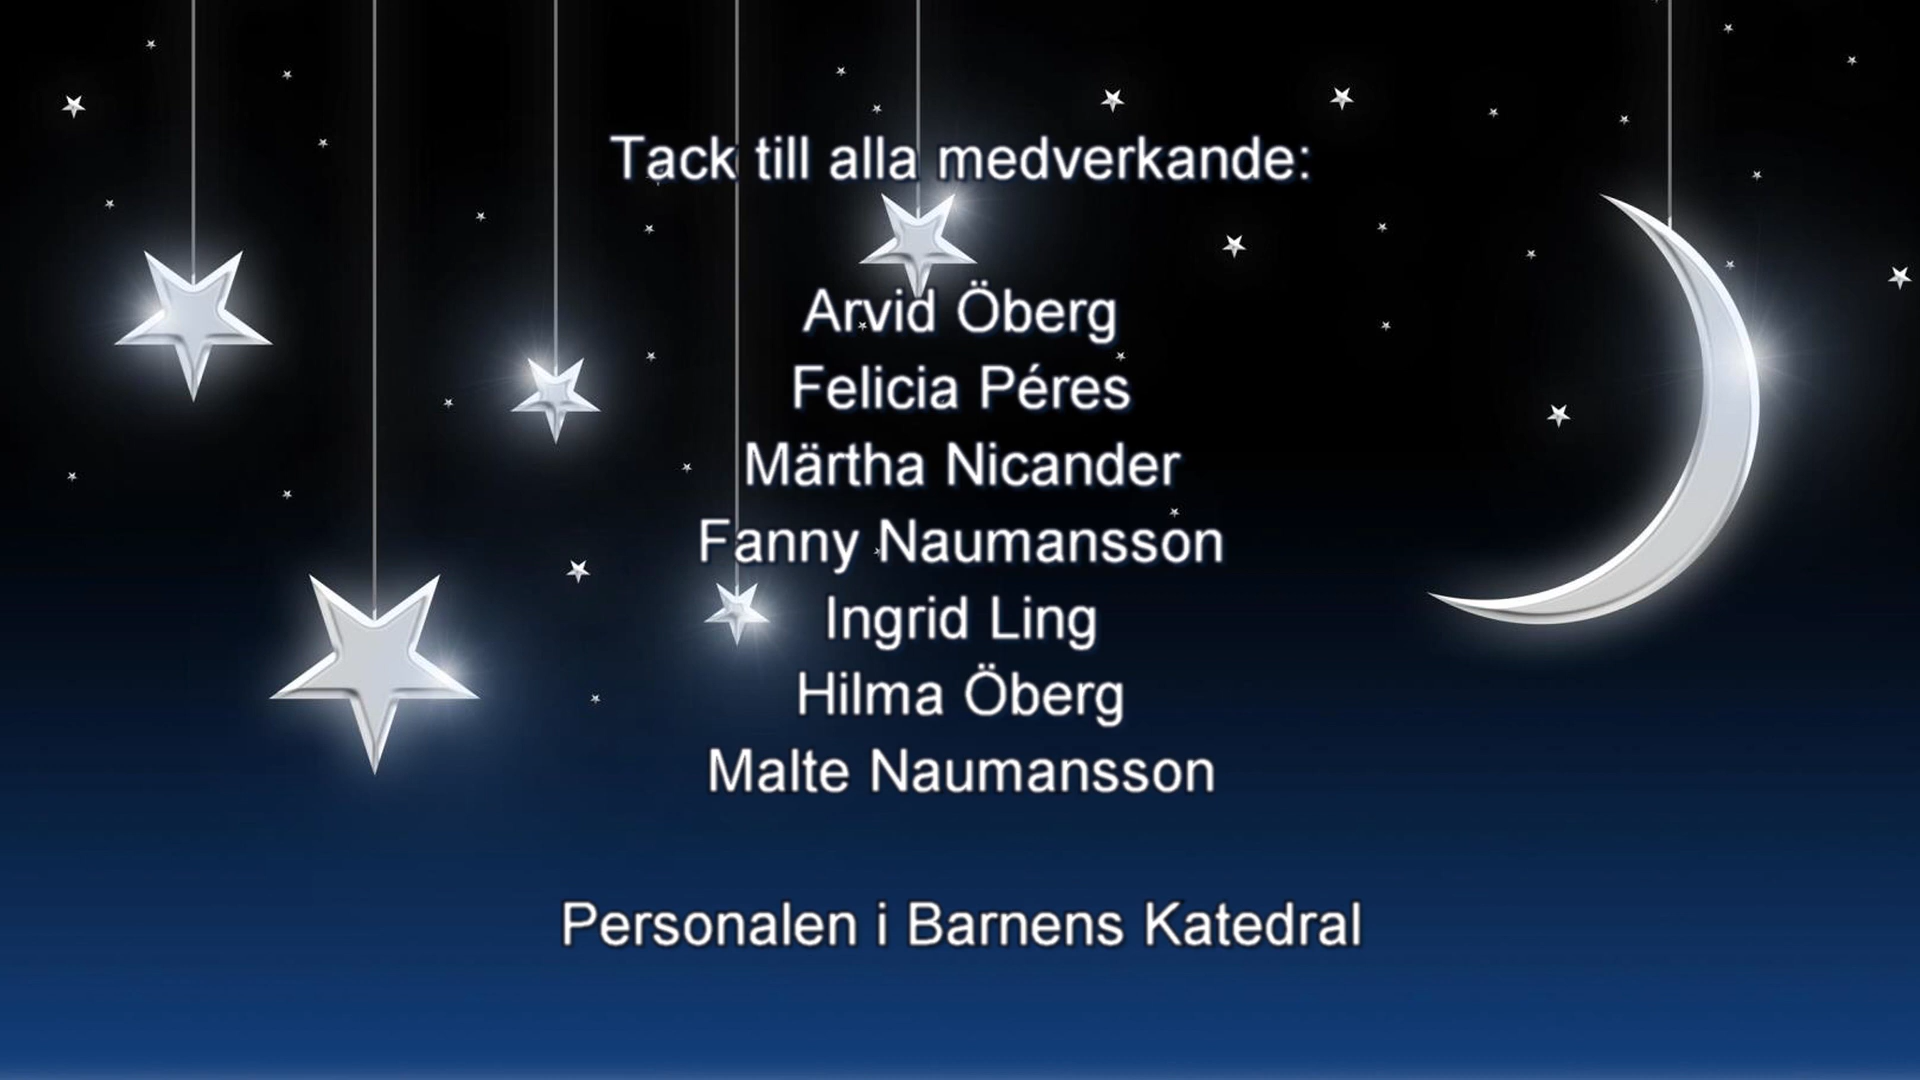 Tack till alla medverkande:
Arvid Öberg
Felicia Péres
Märtha Nicander
Fanny Naumansson
Ingrid Ling
Hilma Öberg
Malte Naumansson
Personalen i Barnens Katedral